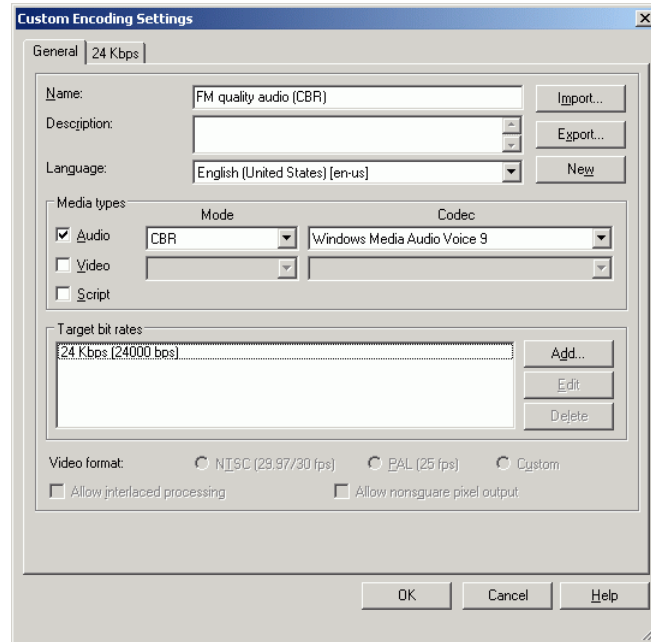 Custom Encoding Settings
General 24 Kbps
Name: FM quality audio (CBR) Import...
Description: Export...
Language: English (United States) [en-us] New
Media types
Mode Codec
Audio CBR Windows Media Audio Voice 9
Video
Script
Target bit rates
24 Kbps (24000 bps) Add...
Edit
Delete
Video format: NTSC (29.97/30 fps) PAL (25 fps) Custom
Allow interlaced processing Allow nonsquare pixel output
OK Cancel Help